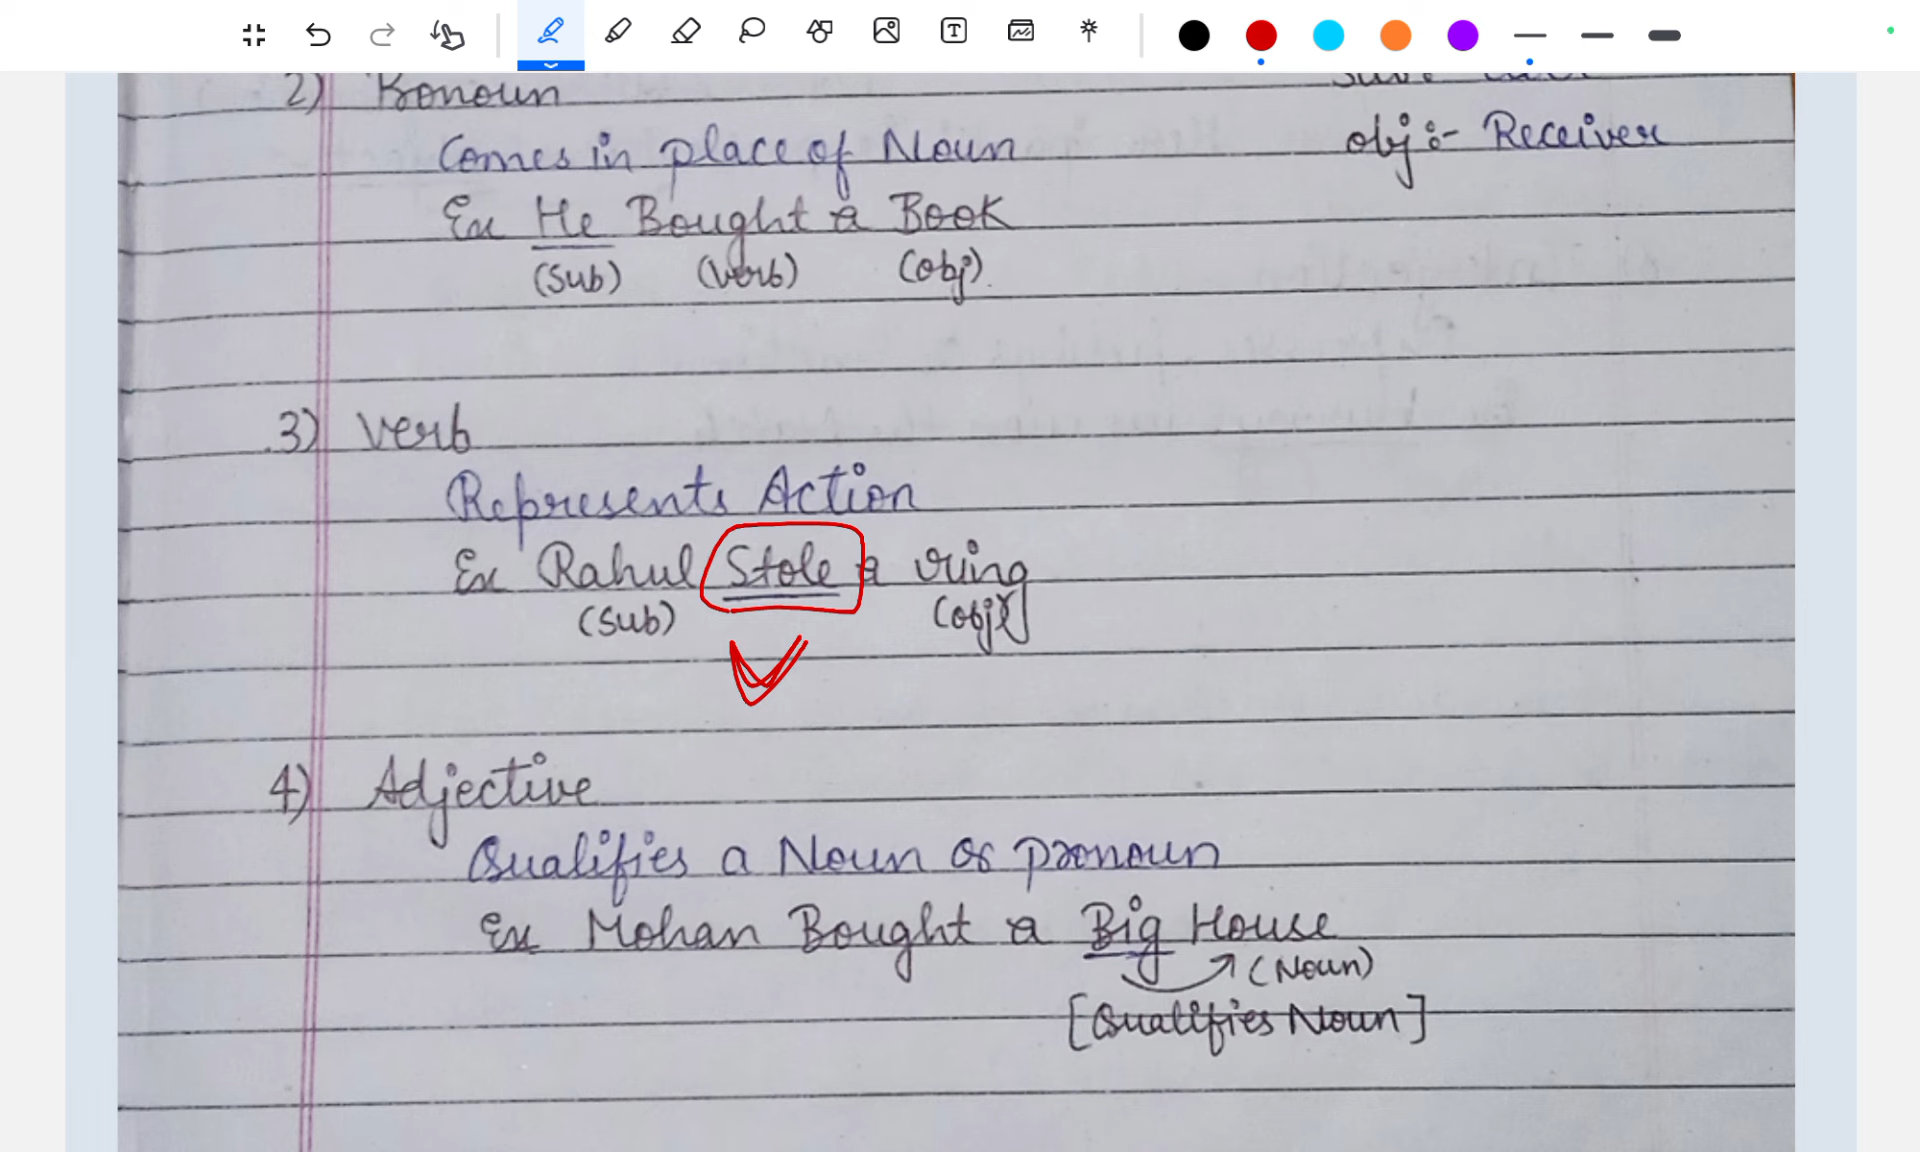 2) Pronoun
Comes in place of Noun
obj :- Receiver
Ex He Bought a Book
(Sub) (Verb) (obj)
3) Verb
Represents Action
Ex Rahul Stole a ring
(Sub) (obj)
4) Adjective
Qualifies a Noun or pronoun
Ex Mohan Bought a Big House
(Noun)
[Qualifies Noun]